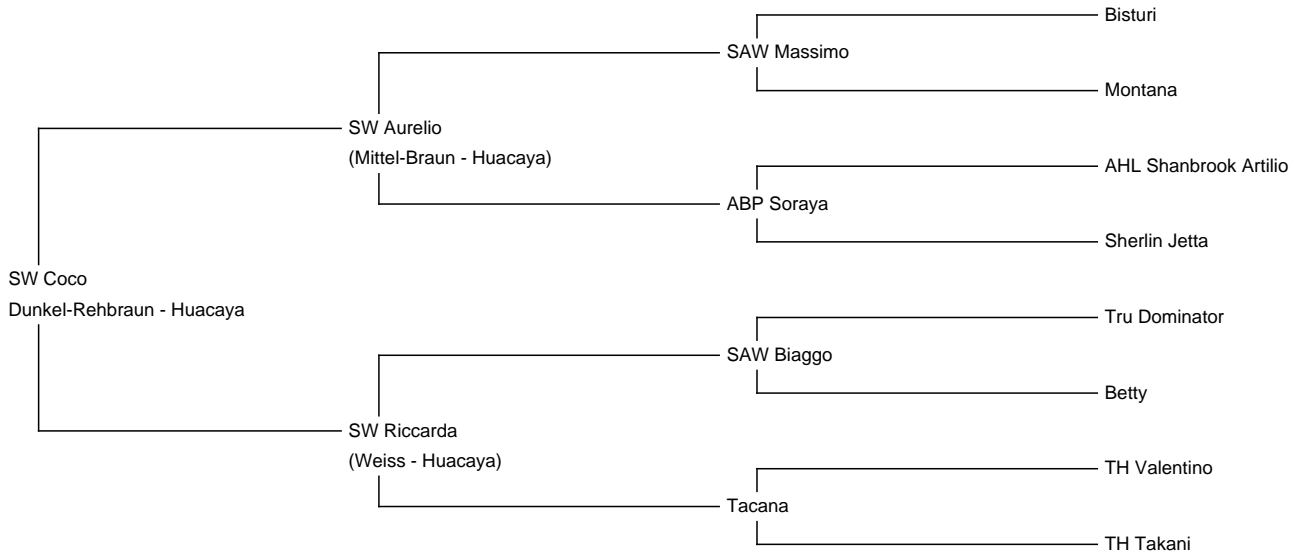 Bisturi
SAW Massimo
Montana
SW Aurelio
(Mittel-Braun - Huacaya)
AHL Shanbrook Artilio
ABP Soraya
Sherlin Jetta
SW Coco
Dunkel-Rehbraun - Huacaya
Tru Dominator
SAW Biaggo
Betty
SW Riccarda
(Weiss - Huacaya)
TH Valentino
Tacana
TH Takani